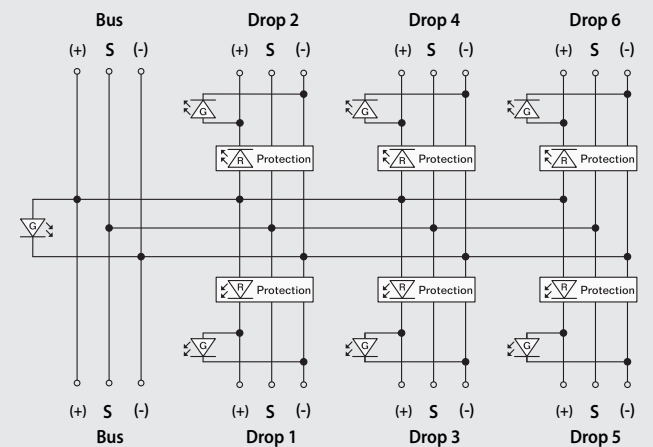 Bus Drop 2 Drop 4 Drop 6
(+) S (-) (+) S (-) (+) S (-) (+) S (-)
G G G
R Protection R Protection R Protection
G
R Protection R Protection R Protection
G G G
(+) S (-) (+) S (-) (+) S (-) (+) S (-)
Bus Drop 1 Drop 3 Drop 5